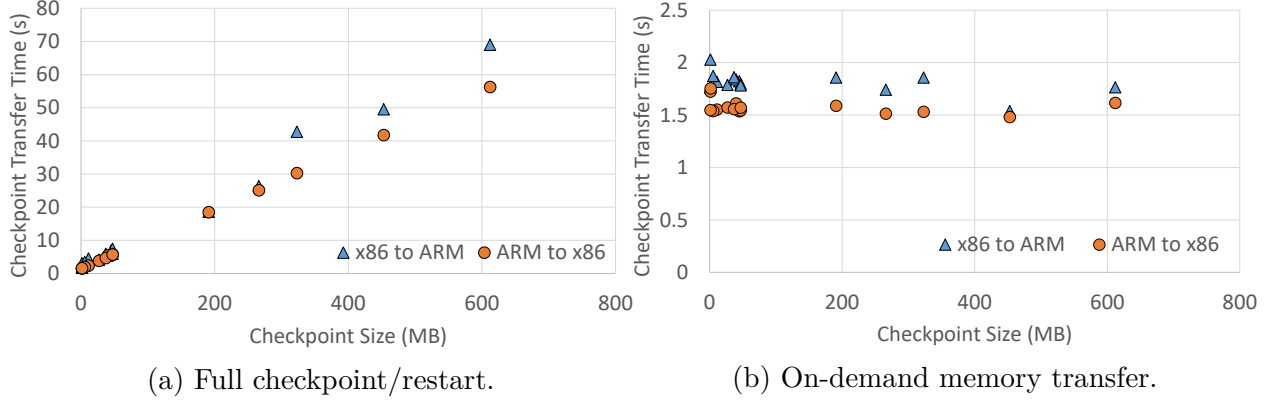 Checkpoint Transfer Time (s)
80
70
60
50
40
30
20
10
0
x86 to ARM
ARM to x86
0
200
400
600
800
Checkpoint Size (MB)
(a) Full checkpoint/restart.
Checkpoint Transfer Time (s)
2.5
2
1.5
1
0.5
0
x86 to ARM
ARM to x86
0
200
400
600
800
Checkpoint Size (MB)
(b) On-demand memory transfer.